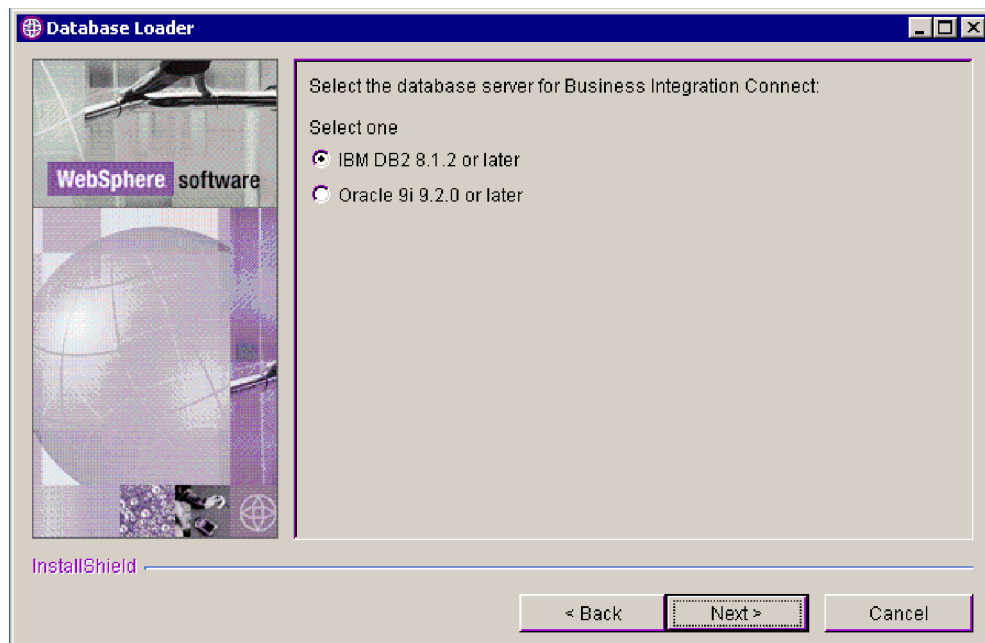 Database Loader
WebSphere software
Select the database server for Business Integration Connect:
Select one
IBM DB2 8.1.2 or later
Oracle 9i 9.2.0 or later
InstallShield
< Back
Next >
Cancel